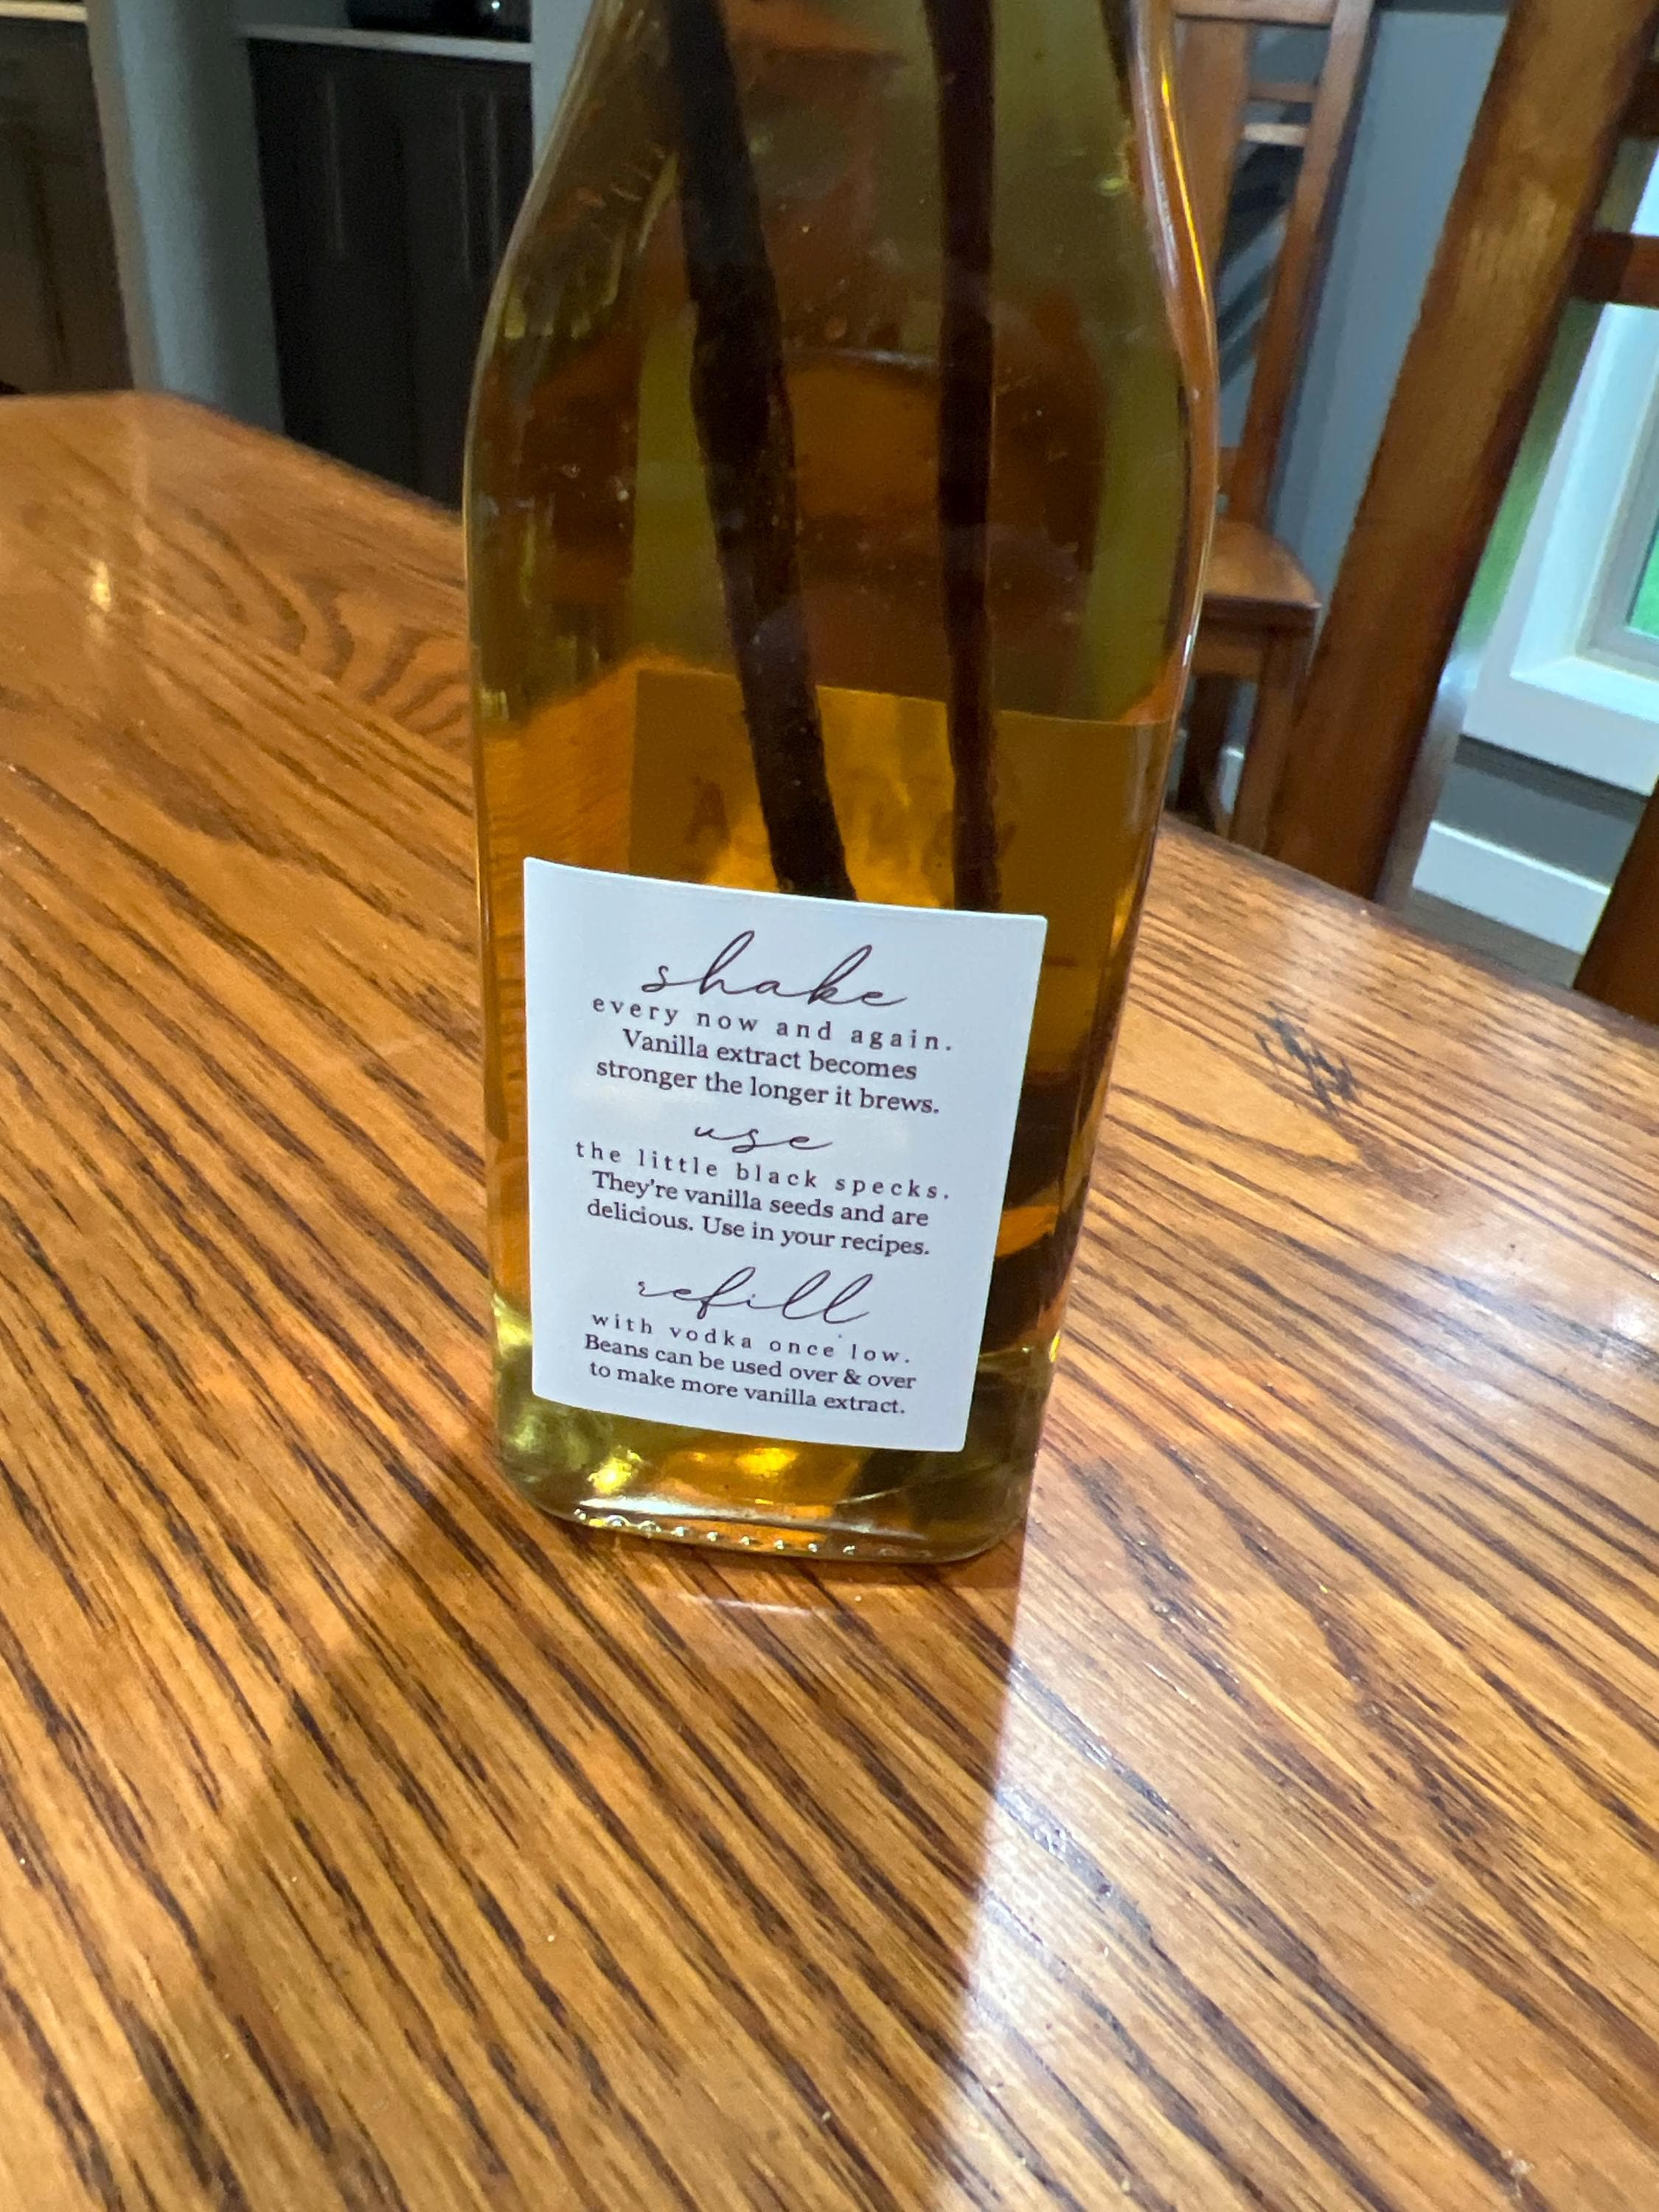 shake
every now and again.
Vanilla extract becomes
stronger the longer it brews.
use
the little black specks.
They're vanilla seeds and are
delicious. Use in your recipes.
refill
with vodka once low.
Beans can be used over & over
to make more vanilla extract.